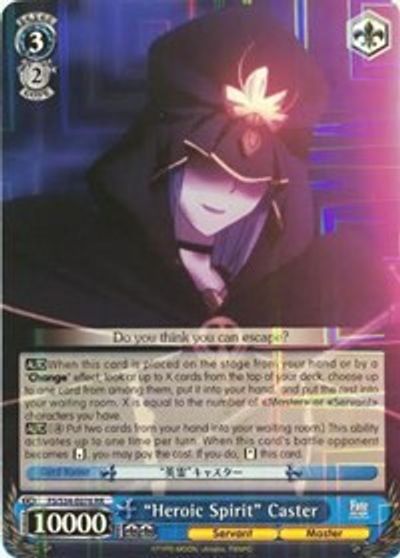 3
2
Do you think you can escape?
AUTO When this card is placed on the stage from your hand or by a
"Change" effect, look at up to X cards from the top of your deck, choose up
to one card from among them, put it into your hand, and put the rest into
your waiting room. X is equal to the number of «Master» or «Servant»
characters you have.
AUTO [④ Put two cards from your hand into your waiting room] This ability
activates up to one time per turn. When this card's battle opponent
becomes, you may pay the cost. If you do, this card.
Card Name "英霊"キャスター
10000 "Heroic Spirit" Caster
Fate
Servant Master